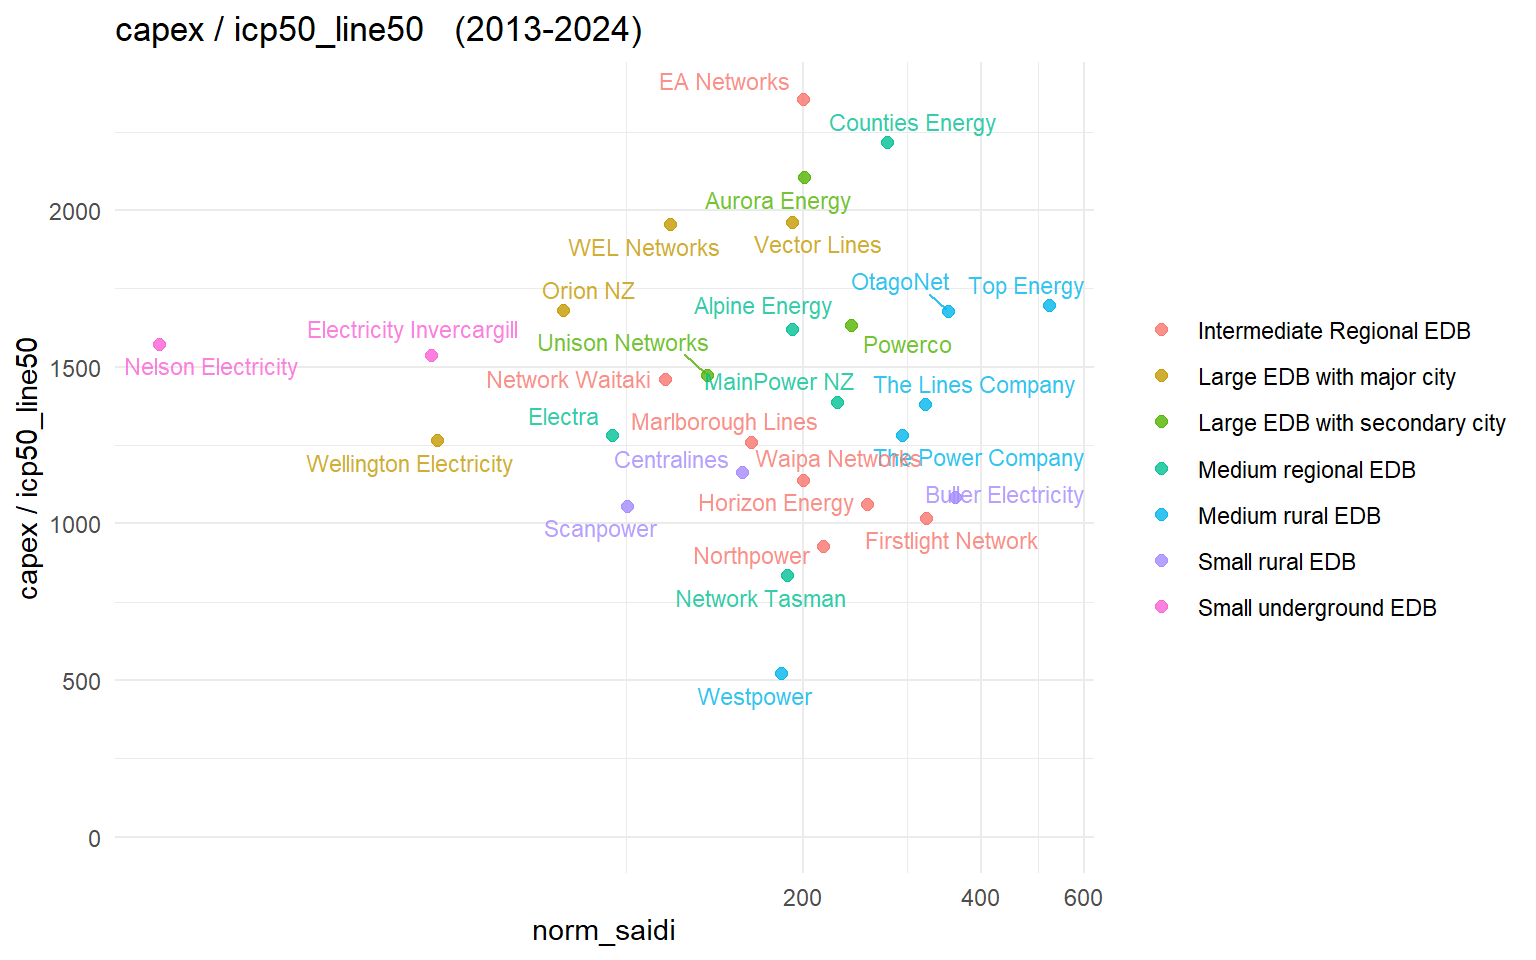 capex / icp50_line50   (2013-2024)
EA Networks
Counties Energy
Aurora Energy
WEL Networks
Vector Lines
OtagoNet
Top Energy
Orion NZ
Alpine Energy
Electricity Invercargill
Unison Networks
Powerco
Nelson Electricity
Network Waitaki
MainPower NZ
The Lines Company
Electra
Marlborough Lines
Wellington Electricity
Centralines
Waipa Networks
The Power Company
Horizon Energy
Buller Electricity
Scanpower
Firstlight Network
Northpower
Network Tasman
Westpower
2000
1500
1000
500
0
capex / icp50_line50
200
400
600
norm_saidi
Intermediate Regional EDB
Large EDB with major city
Large EDB with secondary city
Medium regional EDB
Medium rural EDB
Small rural EDB
Small underground EDB